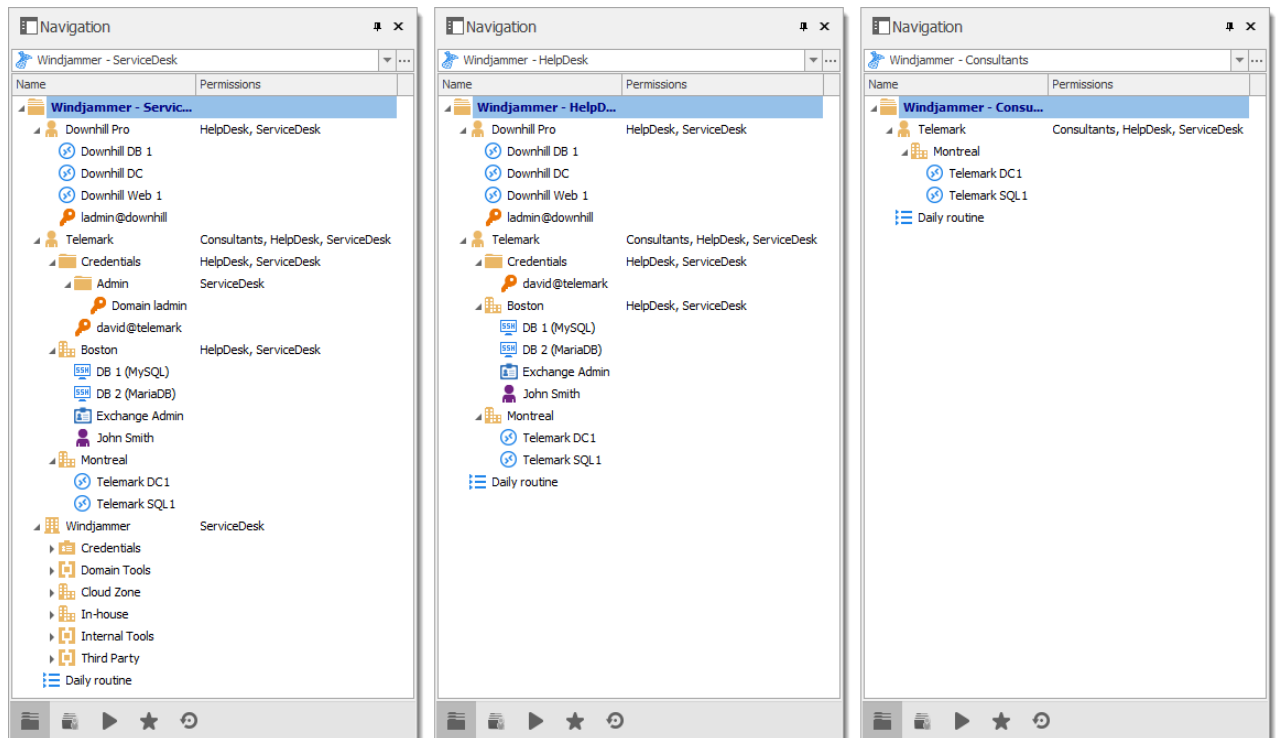 Navigation
Windjammer - ServiceDesk
Name Permissions
Windjammer - Servic...
Downhill Pro HelpDesk, ServiceDesk
Downhill DB 1
Downhill DC
Downhill Web 1
ladmin@downhill
Telemark Consultants, HelpDesk, ServiceDesk
Credentials HelpDesk, ServiceDesk
Admin ServiceDesk
Domain ladmin
david@telemark
Boston HelpDesk, ServiceDesk
SSH DB 1 (MySQL)
SSH DB 2 (MariaDB)
Exchange Admin
John Smith
Montreal
Telemark DC1
Telemark SQL1
Windjammer ServiceDesk
Credentials
Domain Tools
Cloud Zone
In-house
Internal Tools
Third Party
Daily routine
Navigation
Windjammer - HelpDesk
Name Permissions
Windjammer - HelpD...
Downhill Pro HelpDesk, ServiceDesk
Downhill DB 1
Downhill DC
Downhill Web 1
ladmin@downhill
Telemark Consultants, HelpDesk, ServiceDesk
Credentials HelpDesk, ServiceDesk
david@telemark
Boston HelpDesk, ServiceDesk
SSH DB 1 (MySQL)
SSH DB 2 (MariaDB)
Exchange Admin
John Smith
Montreal
Telemark DC1
Telemark SQL1
Daily routine
Navigation
Windjammer - Consultants
Name Permissions
Windjammer - Consu...
Telemark Consultants, HelpDesk, ServiceDesk
Montreal
Telemark DC1
Telemark SQL1
Daily routine